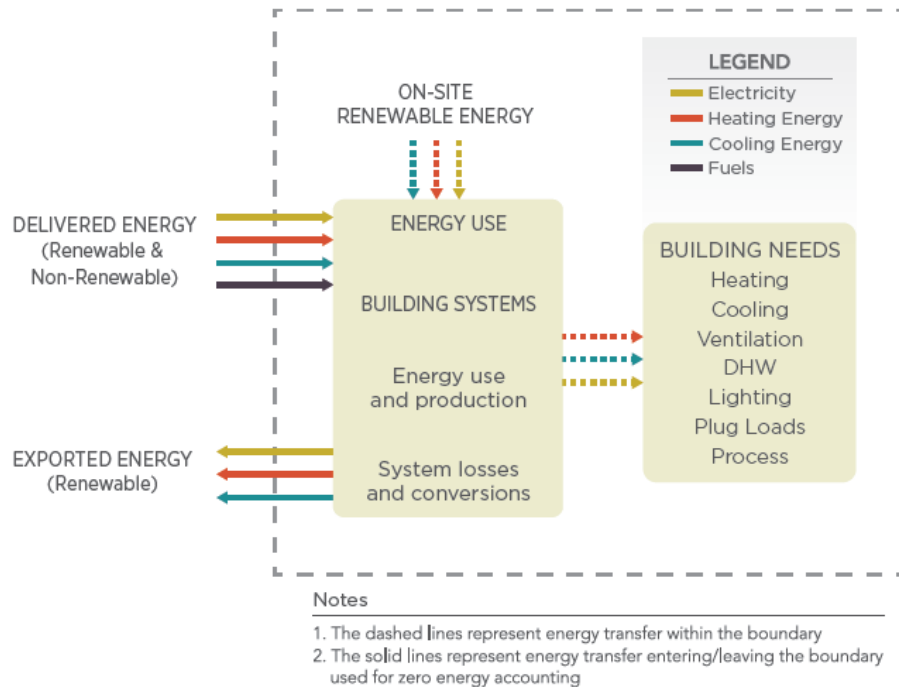 LEGEND
Electricity
Heating Energy
Cooling Energy
Fuels
ON-SITE
RENEWABLE ENERGY
DELIVERED ENERGY
(Renewable &
Non-Renewable)
ENERGY USE
BUILDING SYSTEMS
Energy use
and production
System losses
and conversions
BUILDING NEEDS
Heating
Cooling
Ventilation
DHW
Lighting
Plug Loads
Process
EXPORTED ENERGY
(Renewable)
Notes
1. The dashed lines represent energy transfer within the boundary
2. The solid lines represent energy transfer entering/leaving the boundary
used for zero energy accounting